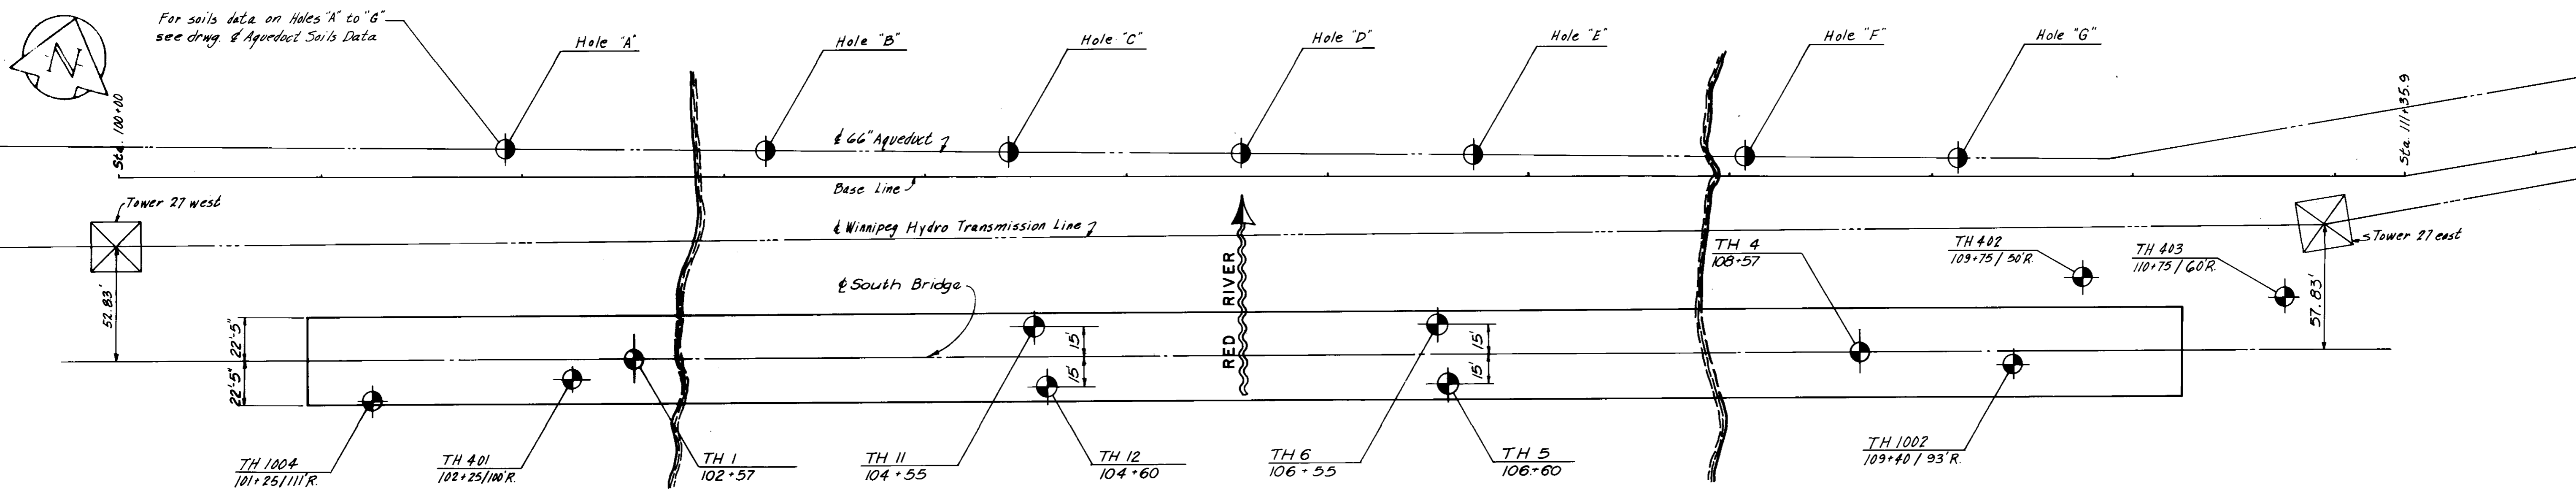 For soils data on Holes "A" to "G"
see drwg. ℄ Aqueduct Soils Data
N
Hole "A"
Hole "B"
Hole "C"
Hole "D"
Hole "E"
Hole "F"
Hole "G"
Sta. 100+00
Sta. 111+35.9
℄ 66" Aqueduct
Base Line
Tower 27 west
℄ Winnipeg Hydro Transmission Line
Tower 27 east
TH 4
108+57
TH 402
109+75 / 50'R.
TH 403
110+75 / 60'R.
52.83'
57.83'
℄ South Bridge
RED RIVER
22'-5"
22'-5"
15'
15'
15'
15'
TH 1004
101+25/111'R.
TH 401
102+25/100'R.
TH 1
102+57
TH 11
104+55
TH 12
104+60
TH 6
106+55
TH 5
106+60
TH 1002
109+40 / 93'R.